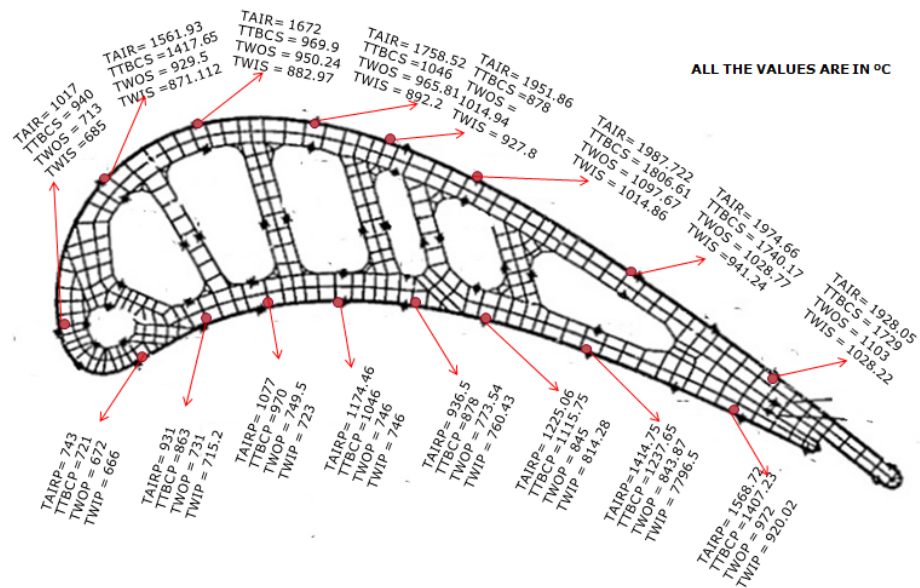 TAIR= 1017
TTBCS = 940
TWOS = 713
TWIS =685
TAIR= 1561.93
TTBCS =1417.65
TWOS = 929.5
TWIS =871.112
TAIR= 1672
TTBCS = 969.9
TWOS = 950.24
TWIS = 882.97
TAIR= 1758.52
TTBCS =1046
TWOS = 965.81
TWIS = 892.2
TAIR= 1951.86
TTBCS =878
TWOS =
1014.94
TWIS = 927.8
ALL THE VALUES ARE IN ºC
TAIR= 1987.722
TTBCS = 1806.61
TWOS = 1097.67
TWIS = 1014.86
TAIR= 1974.66
TTBCS = 1740.17
TWOS = 1028.77
TWIS =941.24
TAIR= 1928.05
TTBCS = 1729
TWOS = 1103
TWIS = 1028.22
TAIRP= 743
TTBCP = 721
TWOP = 672
TWIP = 666
TAIRP= 931
TTBCP =863
TWOP = 731
TWIP = 715.2
TAIRP= 1077
TTBCP = 970
TWOP = 749.5
TWIP = 723
TAIRP= 1174.46
TTBCP =1046
TWOP = 746
TWIP = 746
TAIRP= 936.5
TTBCP = 878
TWOP = 773.54
TWIP = 760.43
TAIRP= 1225.06
TTBCP =1115.75
TWOP = 845
TWIP = 814.28
TAIRP=1414.75
TTBCP =1237.65
TWOP = 843.87
TWIP = 7796.5
TAIRP= 1568.72
TTBCP =1407.23
TWOP = 972
TWIP = 920.02